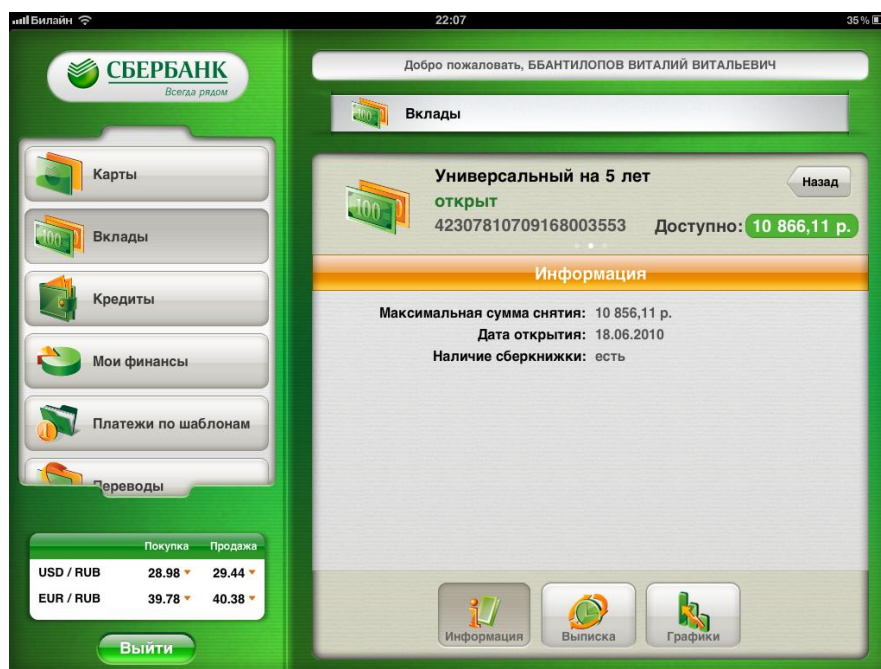 Билайн
22:07
35 %
СБЕРБАНК
Всегда рядом
Добро пожаловать, ББАНТИЛОПОВ ВИТАЛИЙ ВИТАЛЬЕВИЧ
100 Вклады
Карты
100 Вклады
Кредиты
Мои финансы
Платежи по шаблонам
Переводы
Покупка Продажа
USD / RUB 28.98 29.44
EUR / RUB 39.78 40.38
Выйти
Универсальный на 5 лет
Назад
открыт
100
42307810709168003553 Доступно: 10 866,11 р.
Информация
Максимальная сумма снятия: 10 856,11 р.
Дата открытия: 18.06.2010
Наличие сберкнижки: есть
Информация Выписка Графики